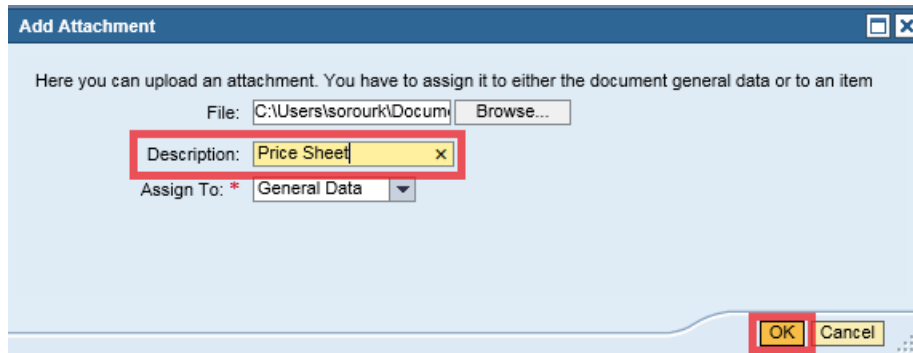 Add Attachment
Here you can upload an attachment. You have to assign it to either the document general data or to an item
File: C:\Users\sorourk\Docum Browse...
Description: Price Sheet
Assign To: * General Data
OK Cancel